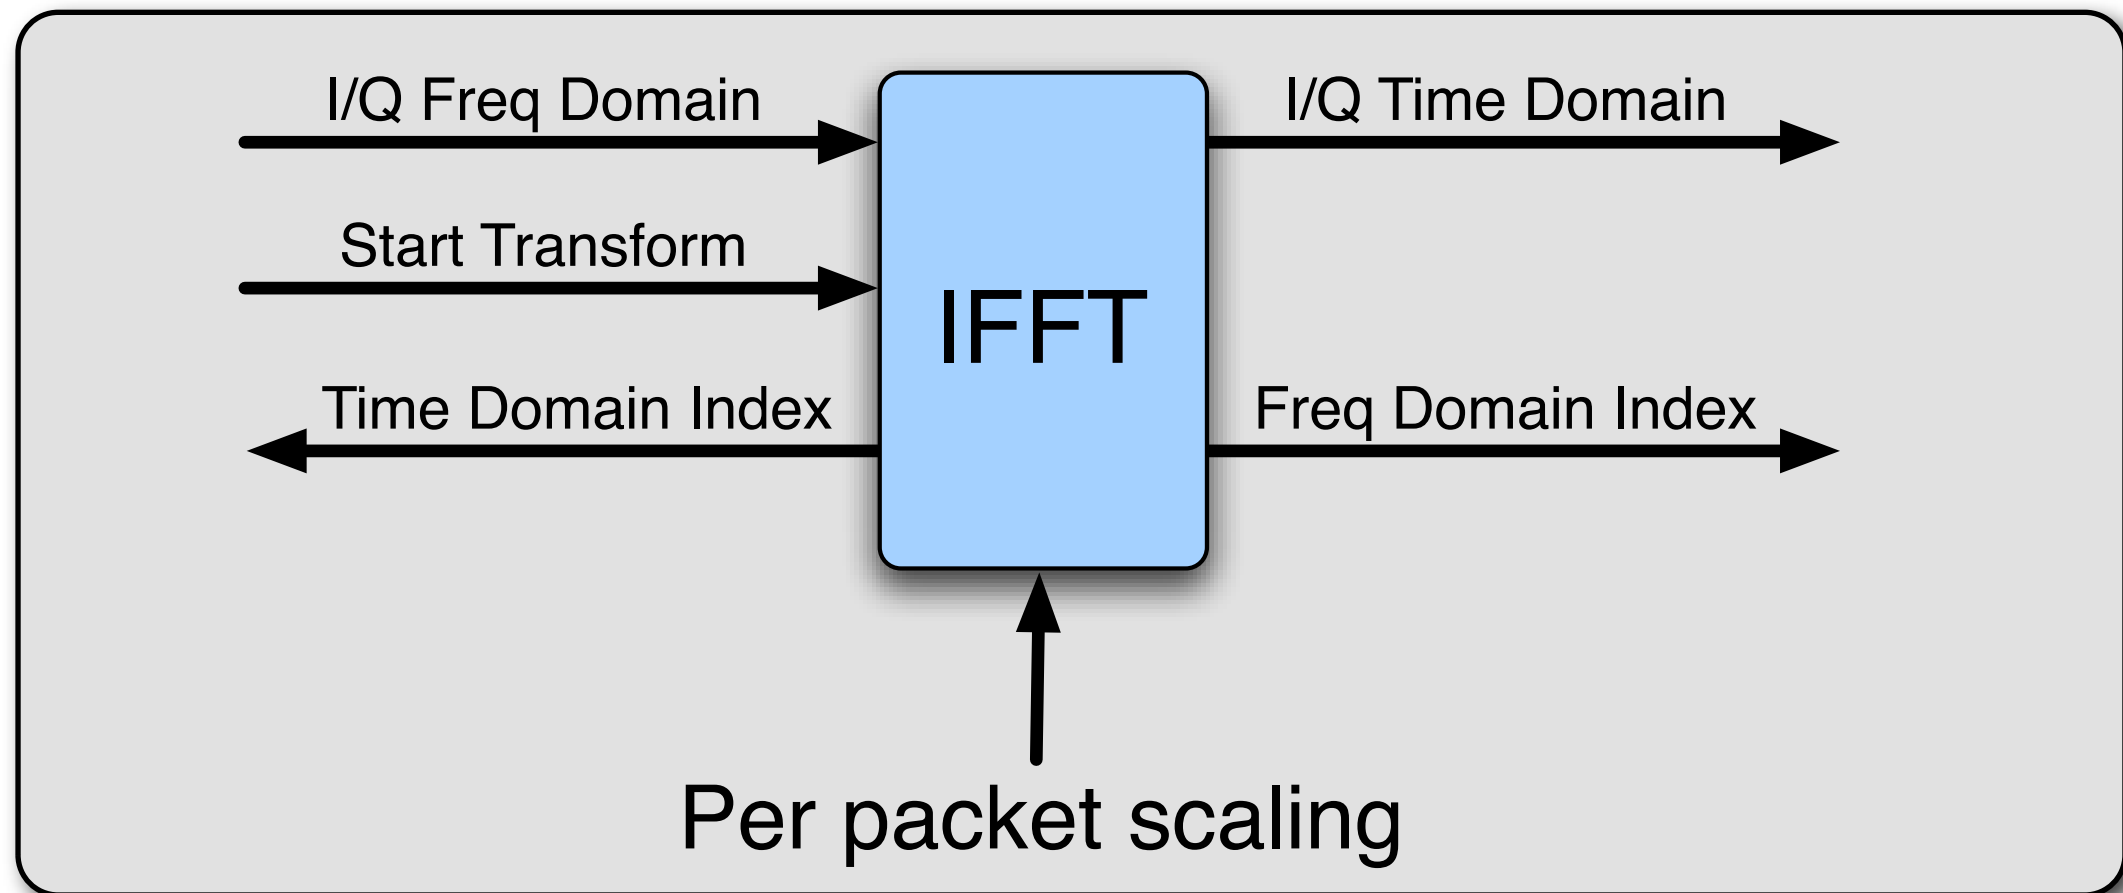 I/Q Freq Domain
I/Q Time Domain
Start Transform
IFFT
Time Domain Index
Freq Domain Index
Per packet scaling